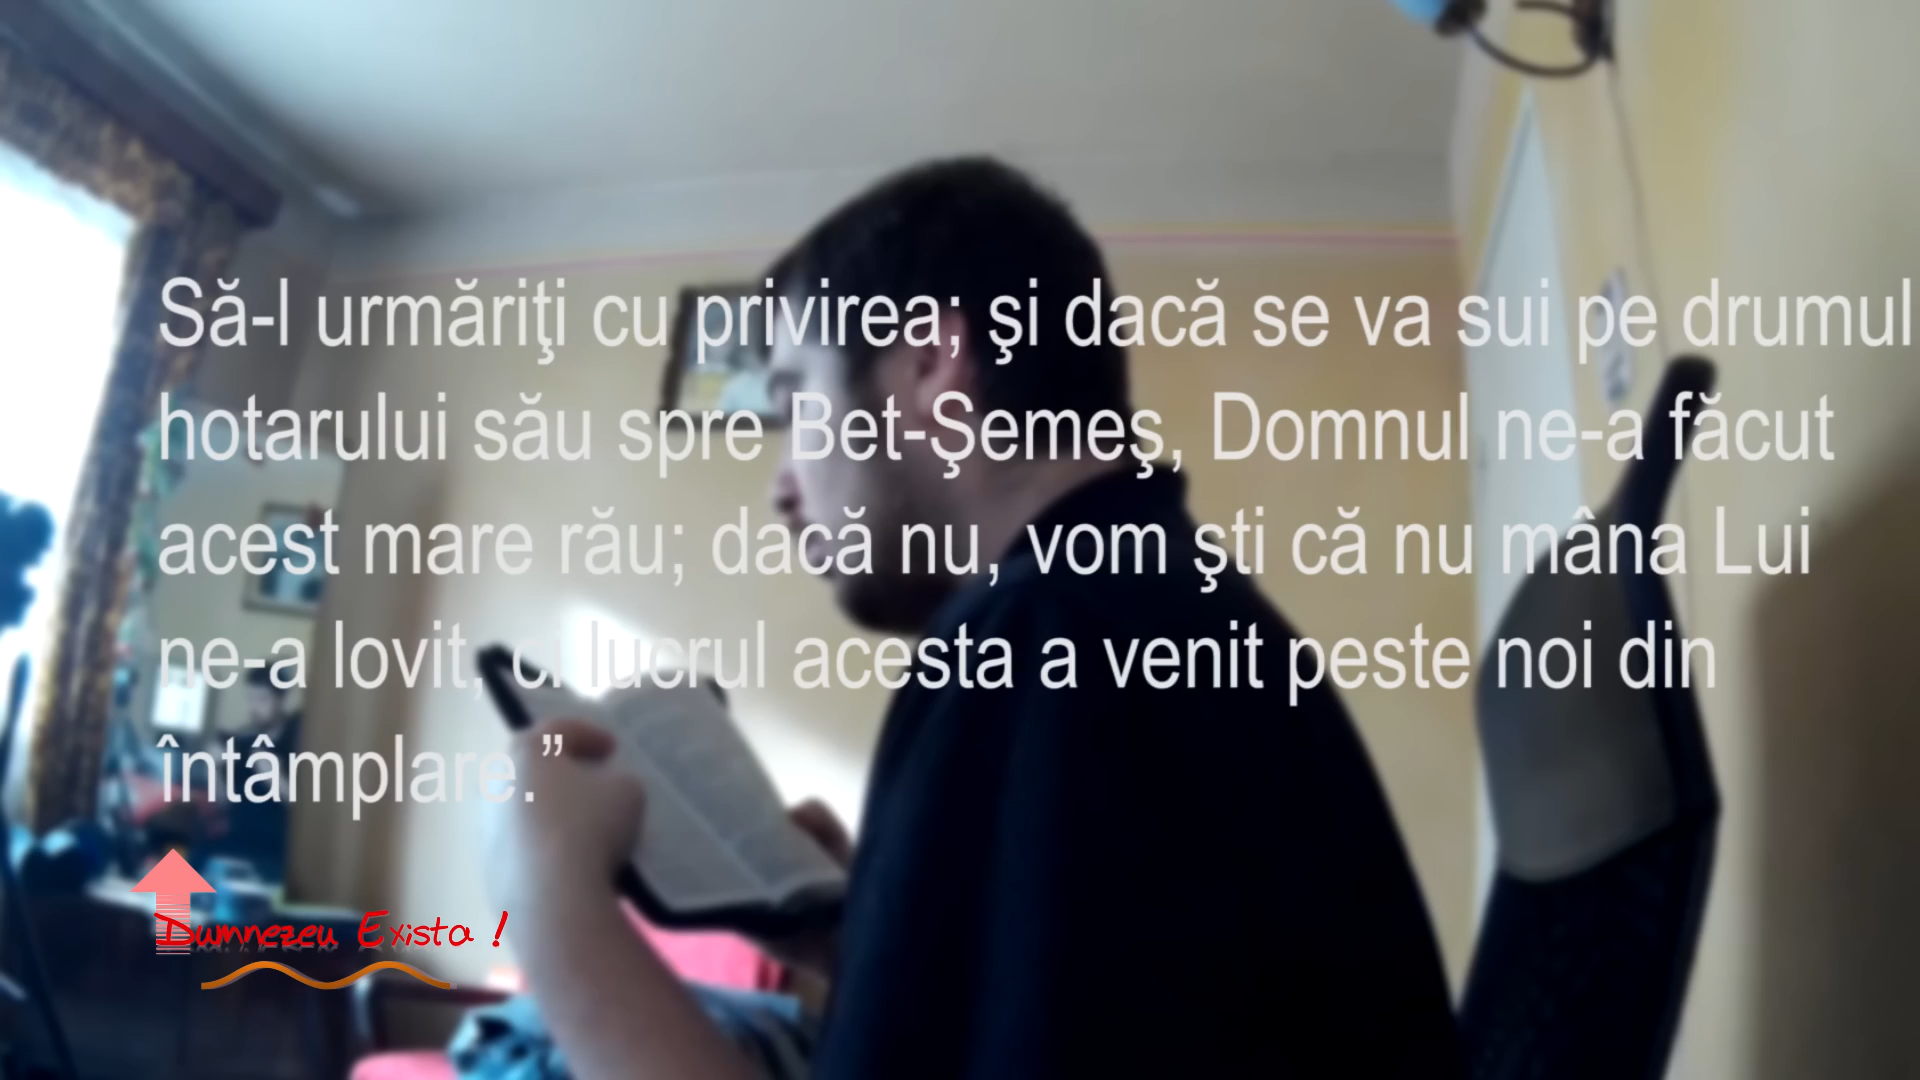 Să-l urmăriţi cu privirea; şi dacă se va sui pe drumul
hotarului său spre Bet-Şemeş, Domnul ne-a făcut
acest mare rău; dacă nu, vom şti că nu mâna Lui
ne-a lovit, ci lucrul acesta a venit peste noi din
întâmplare.”
Dumnezeu Exista !